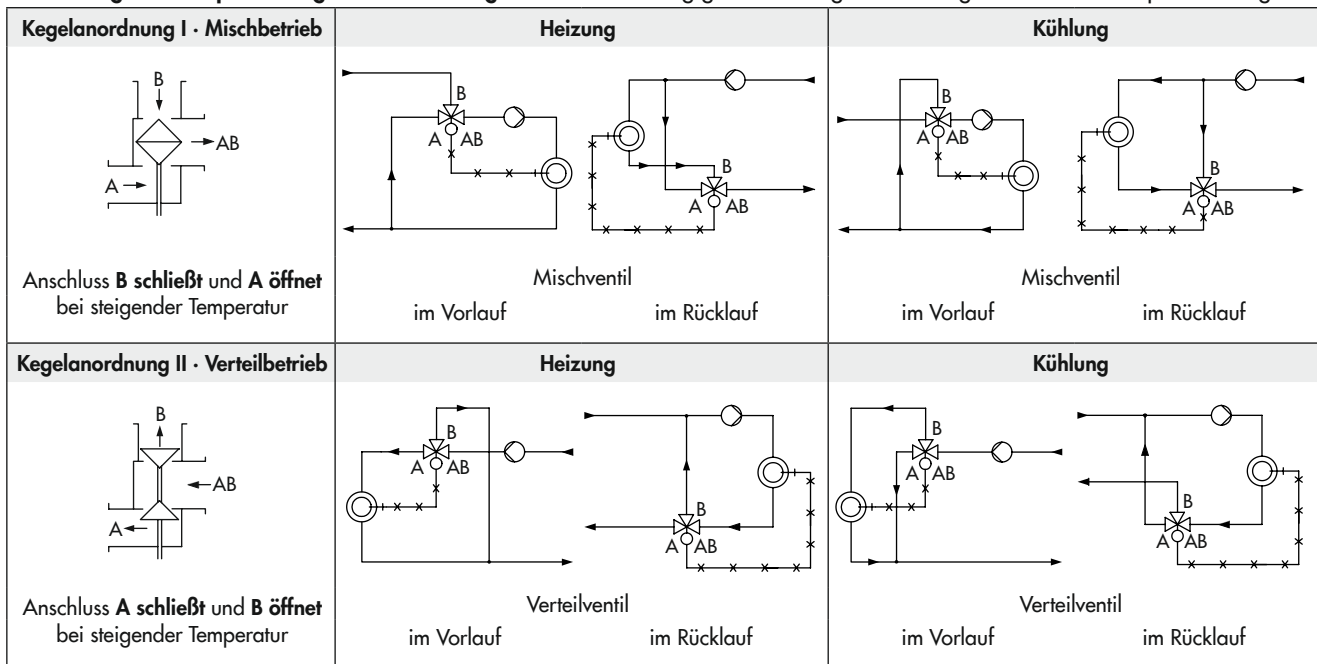 Kegelanordnung I · Mischbetrieb
Heizung
Kühlung
B
AB
A
Anschluss B schließt und A öffnet
bei steigender Temperatur
B
A
AB
B
A
AB
Mischventil
im Vorlauf
im Rücklauf
B
A
AB
B
A
AB
Mischventil
im Vorlauf
im Rücklauf
Kegelanordnung II · Verteilbetrieb
Heizung
Kühlung
B
AB
A
Anschluss A schließt und B öffnet
bei steigender Temperatur
B
A
AB
B
A
AB
Verteilventil
im Vorlauf
im Rücklauf
B
A
AB
B
A
AB
Verteilventil
im Vorlauf
im Rücklauf